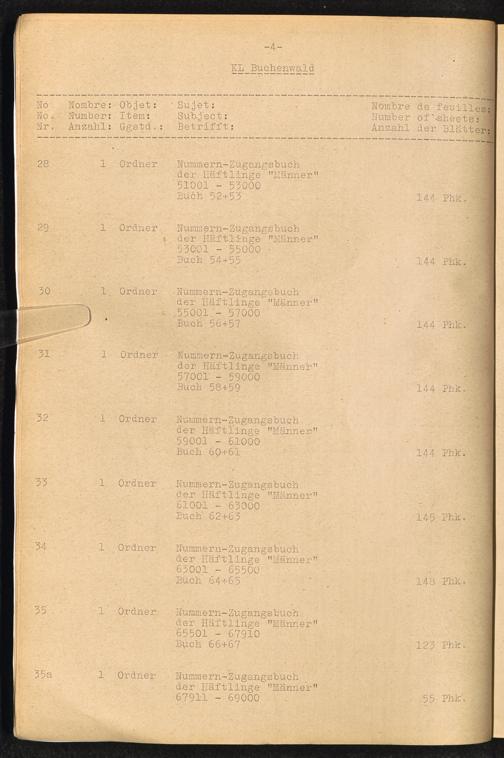 -4-
KL Buchenwald
No Nombre: Objet: Sujet: Nombre de feuilles:
No. Number: Item: Subject: Number of sheets:
Nr. Anzahl: Ggstd.: Betrifft: Anzahl der Blätter:
28 1 Ordner Nummern-Zugangsbuch
der Häftlinge "Männer"
51001 - 53000
Buch 52+53 144 Phk.
29 1 Ordner Nummern-Zugangsbuch
der Häftlinge "Männer"
53001 - 55000
Buch 54+55 144 Phk.
30 1 Ordner Nummern-Zugangsbuch
der Häftlinge "Männer"
55001 - 57000
Buch 56+57 144 Phk.
31 1 Ordner Nummern-Zugangsbuch
der Häftlinge "Männer"
57001 - 59000
Buch 58+59 144 Phk.
32 1 Ordner Nummern-Zugangsbuch
der Häftlinge "Männer"
59001 - 61000
Buch 60+61 144 Phk.
33 1 Ordner Nummern-Zugangsbuch
der Häftlinge "Männer"
61001 - 63000
Buch 62+63 145 Phk.
34 1 Ordner Nummern-Zugangsbuch
der Häftlinge "Männer"
63001 - 65500
Buch 64+65 148 Phk.
35 1 Ordner Nummern-Zugangsbuch
der Häftlinge "Männer"
65501 - 67910
Buch 66+67 123 Phk.
35a 1 Ordner Nummern-Zugangsbuch
der Häftlinge "Männer"
67911 - 69000 55 Phk.